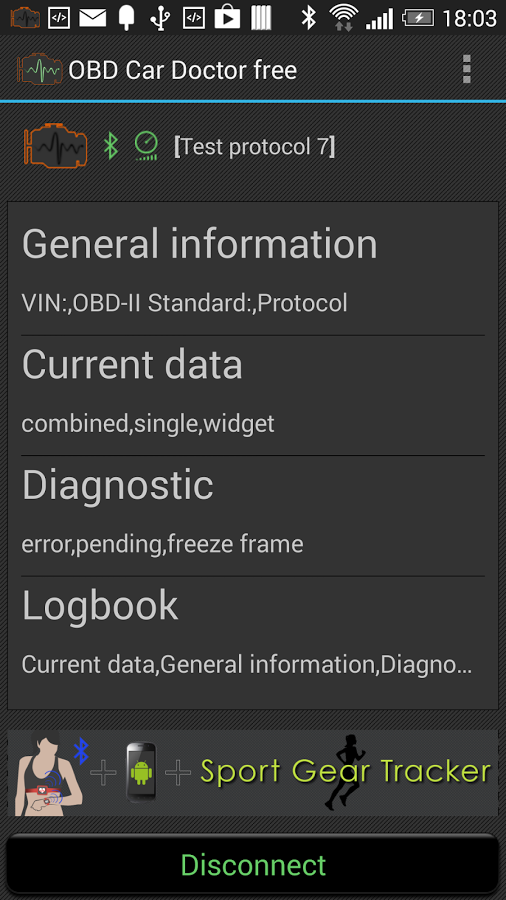 18:03
OBD Car Doctor free
[Test protocol 7]
General information
VIN:,OBD-II Standard:,Protocol
Current data
combined,single,widget
Diagnostic
error,pending,freeze frame
Logbook
Current data,General information,Diagno...
Sport Gear Tracker
Disconnect